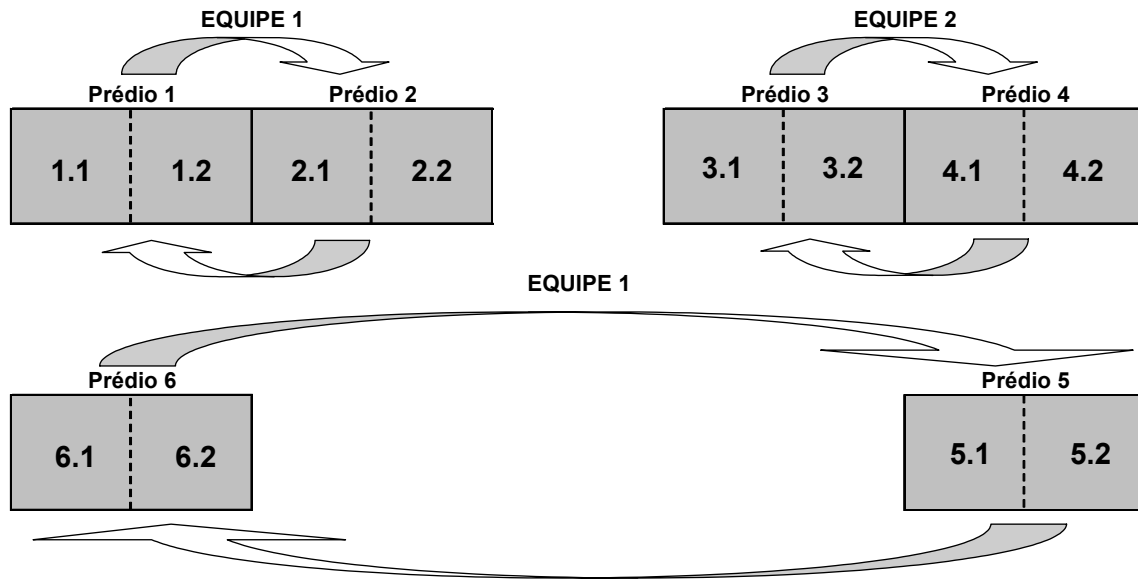 EQUIPE 1 EQUIPE 2
Prédio 1 Prédio 2 Prédio 3 Prédio 4
1.1 1.2 2.1 2.2 3.1 3.2 4.1 4.2
EQUIPE 1
Prédio 6 Prédio 5
6.1 6.2 5.1 5.2